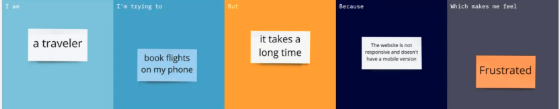 I am
a traveler
I'm trying to
book flights
on my phone
But
it takes a
long time
Because
The website is not
responsive and doesn't
have a mobile version
Which makes me feel
Frustrated